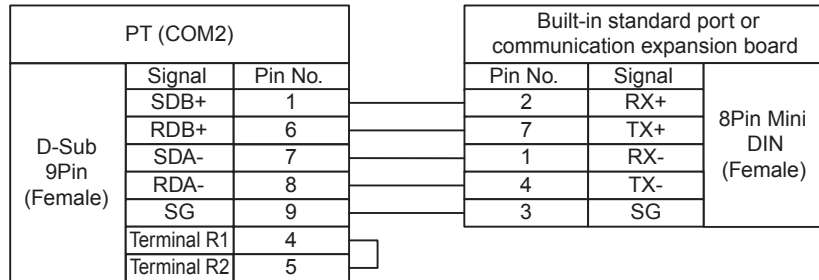 PT (COM2)
Built-in standard port or
communication expansion board
Signal Pin No. Pin No. Signal
SDB+ 1 2 RX+
RDB+ 6 7 TX+
SDA- 7 1 RX-
RDA- 8 4 TX-
SG 9 3 SG
Terminal R1 4
Terminal R2 5
D-Sub
9Pin
(Female)
8Pin Mini
DIN
(Female)